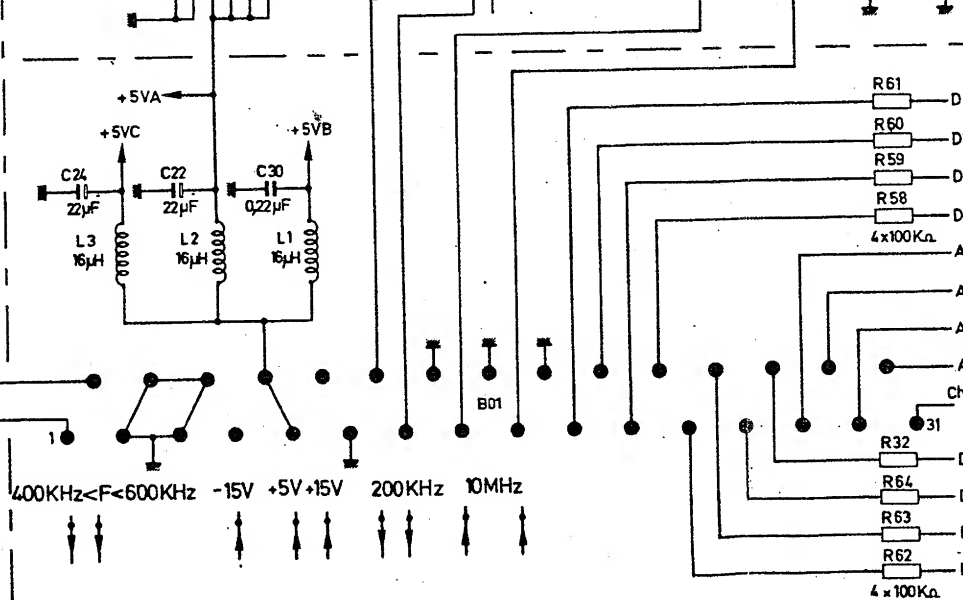 +5VA
+5VC
+5VB
C24
22µF
C22
22µF
C30
0,22µF
L3
16µH
L2
16µH
L1
16µH
R61
D
R60
D
R59
D
R58
D
4x100KΩ
A
A
A
A
Ch
B01
1
31
R32
R64
R63
R62
4x100KΩ
400KHz<F<600KHz
-15V
+5V
+15V
200KHz
10MHz